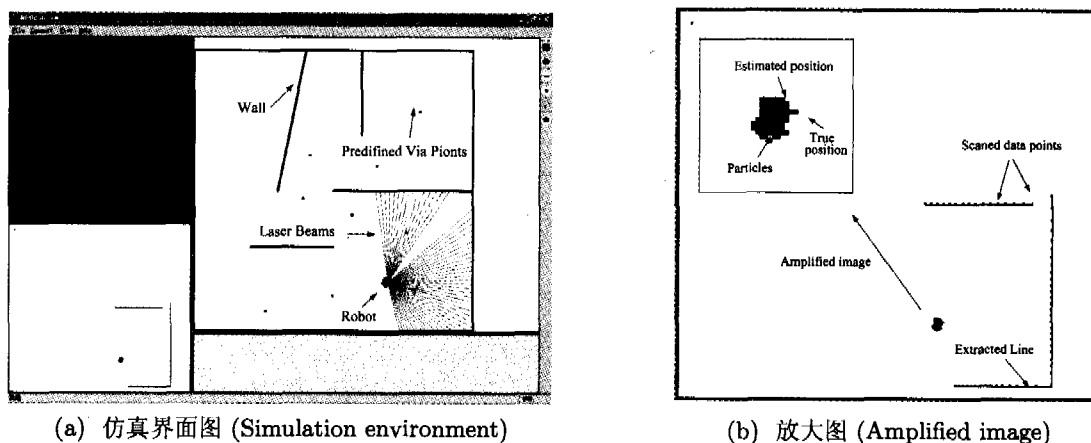 Wall
Predifined Via Pionts
Laser Beams
Robot
(a) 仿真界面图 (Simulation environment)
Estimated position
True
position
Particles
Scaned data points
Amplified image
Extracted Line
(b) 放大图 (Amplified image)